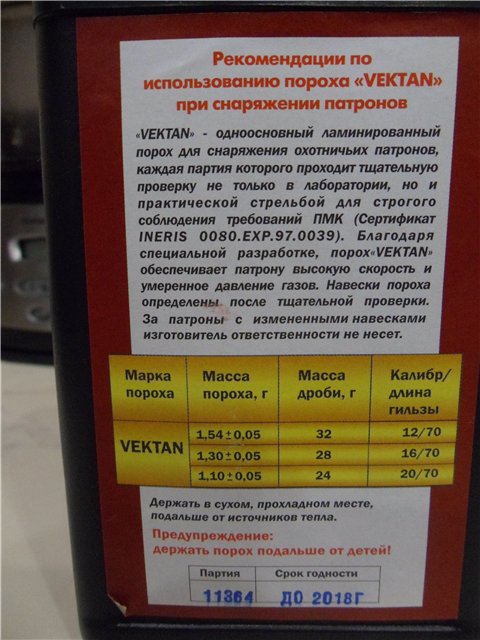 Рекомендации по
использованию пороха «VEKTAN»
при снаряжении патронов
«VEKTAN» - одноосновный ламинированный
порох для снаряжения охотничьих патронов,
каждая партия которого проходит тщательную
проверку не только в лаборатории, но и
практической стрельбой для строгого
соблюдения требований ПМК (Сертификат
INERIS 0080.EXP.97.0039). Благодаря
специальной разработке, порох«VEKTAN»
обеспечивает патрону высокую скорость и
умеренное давление газов. Навески пороха
определены после тщательной проверки.
За патроны с измененными навесками
изготовитель ответственности не несет.
Марка пороха Масса пороха, г Масса дроби, г Калибр/ длина гильзы
VEKTAN 1,54±0,05 32 12/70
1,30±0,05 28 16/70
1,10±0,05 24 20/70
Держать в сухом, прохладном месте,
подальше от источников тепла.
Предупреждение:
держать порох подальше от детей!
Партия Срок годности
11364 ДО 2018Г